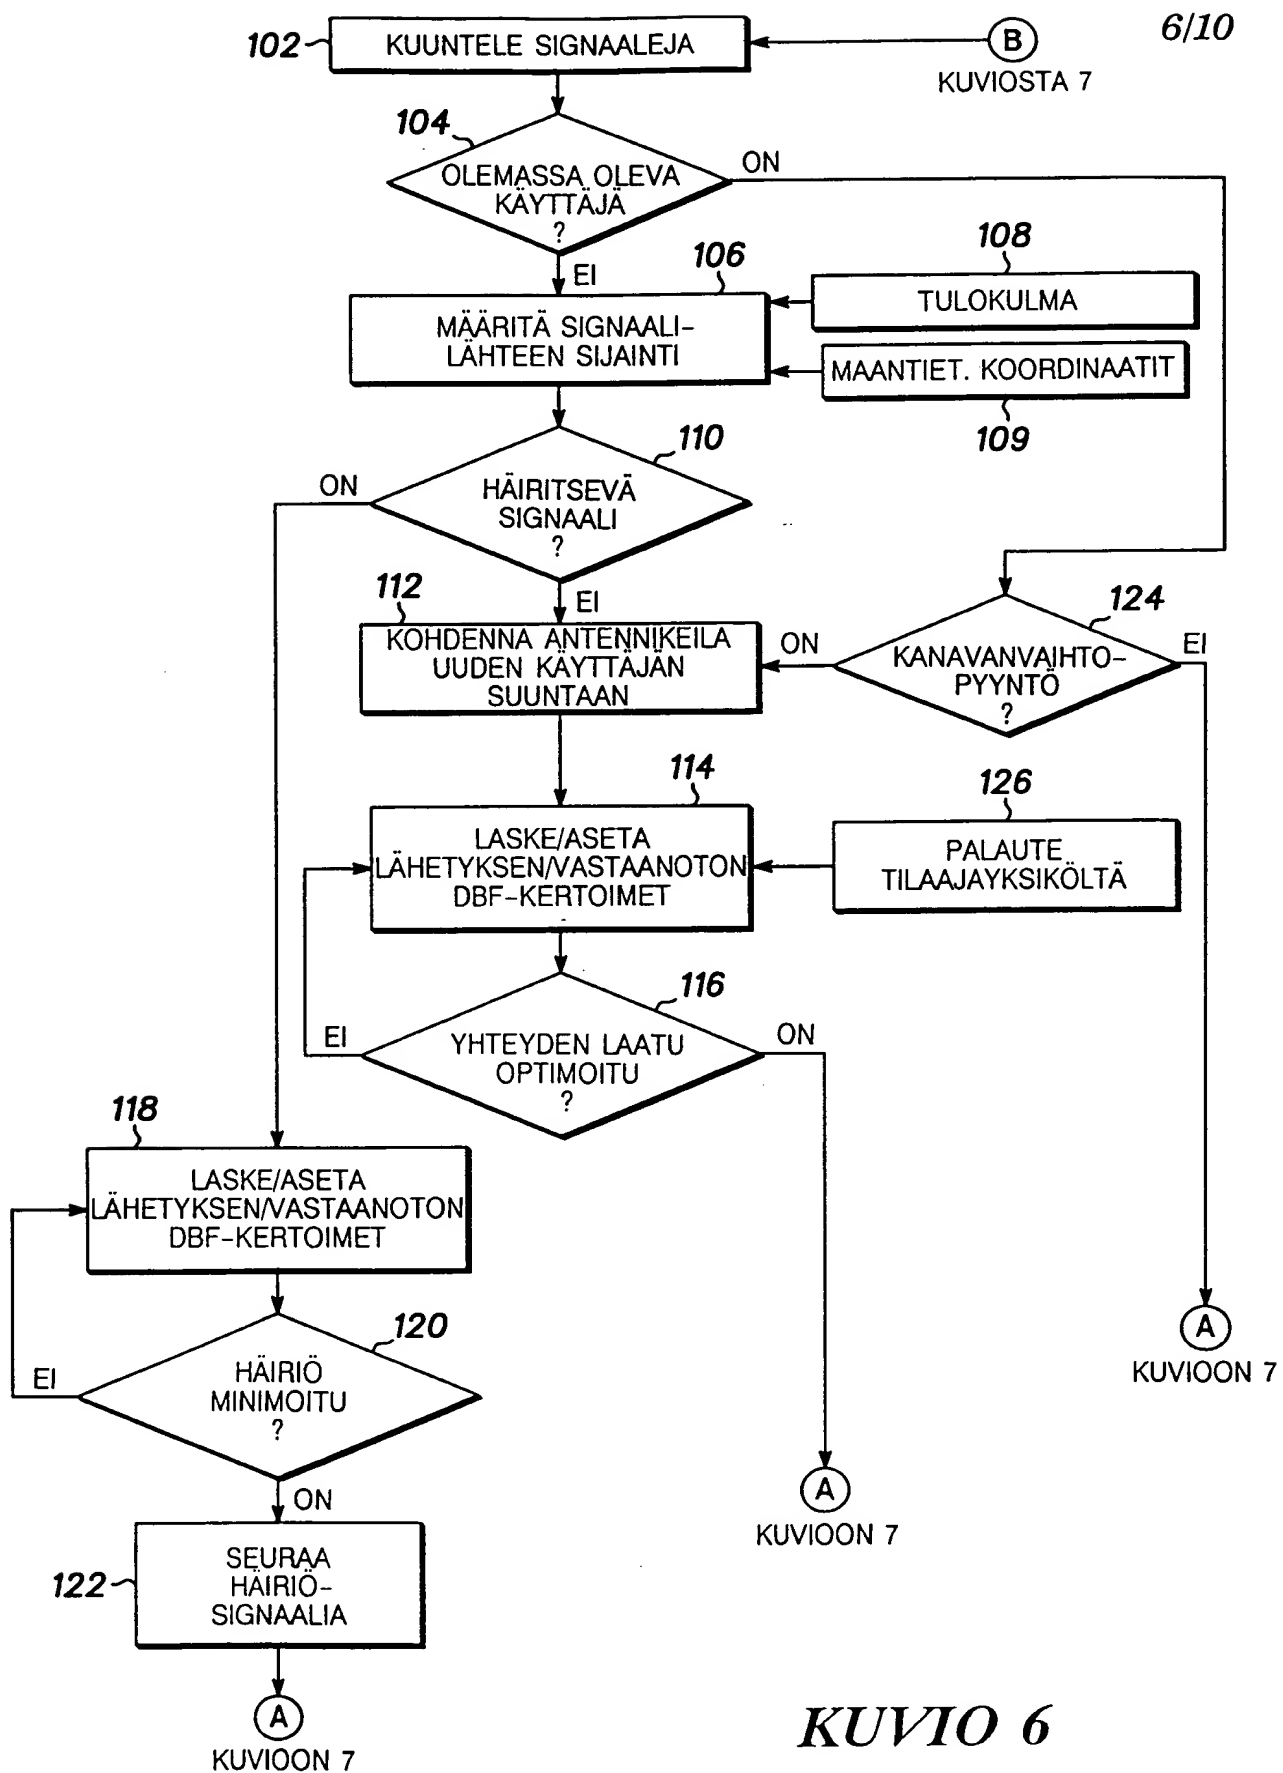 6/10
102
KUUNTELE SIGNAALEJA
B
KUVIOSTA 7
104
OLEMASSA OLEVA
KÄYTTÄJÄ
?
ON
EI
106
MÄÄRITÄ SIGNAALI-
LÄHTEEN SIJAINTI
108
TULOKULMA
MAANTIET. KOORDINAATIT
109
110
HÄIRITSEVÄ
SIGNAALI
?
ON
EI
112
KOHDENNA ANTENNIKEILA
UUDEN KÄYTTÄJÄN
SUUNTAAN
ON
124
KANAVANVAIHTO-
PYYNTÖ
?
EI
114
LASKE/ASETA
LÄHETYKSEN/VASTAANOTON
DBF-KERTOIMET
126
PALAUTE
TILAAJAYKSIKÖLTÄ
116
YHTEYDEN LAATU
OPTIMOITU
?
EI
ON
118
LASKE/ASETA
LÄHETYKSEN/VASTAANOTON
DBF-KERTOIMET
120
HÄIRIÖ
MINIMOITU
?
EI
ON
A
KUVIOON 7
A
KUVIOON 7
122
SEURAA
HÄIRIÖ-
SIGNAALIA
A
KUVIOON 7
KUVIO 6